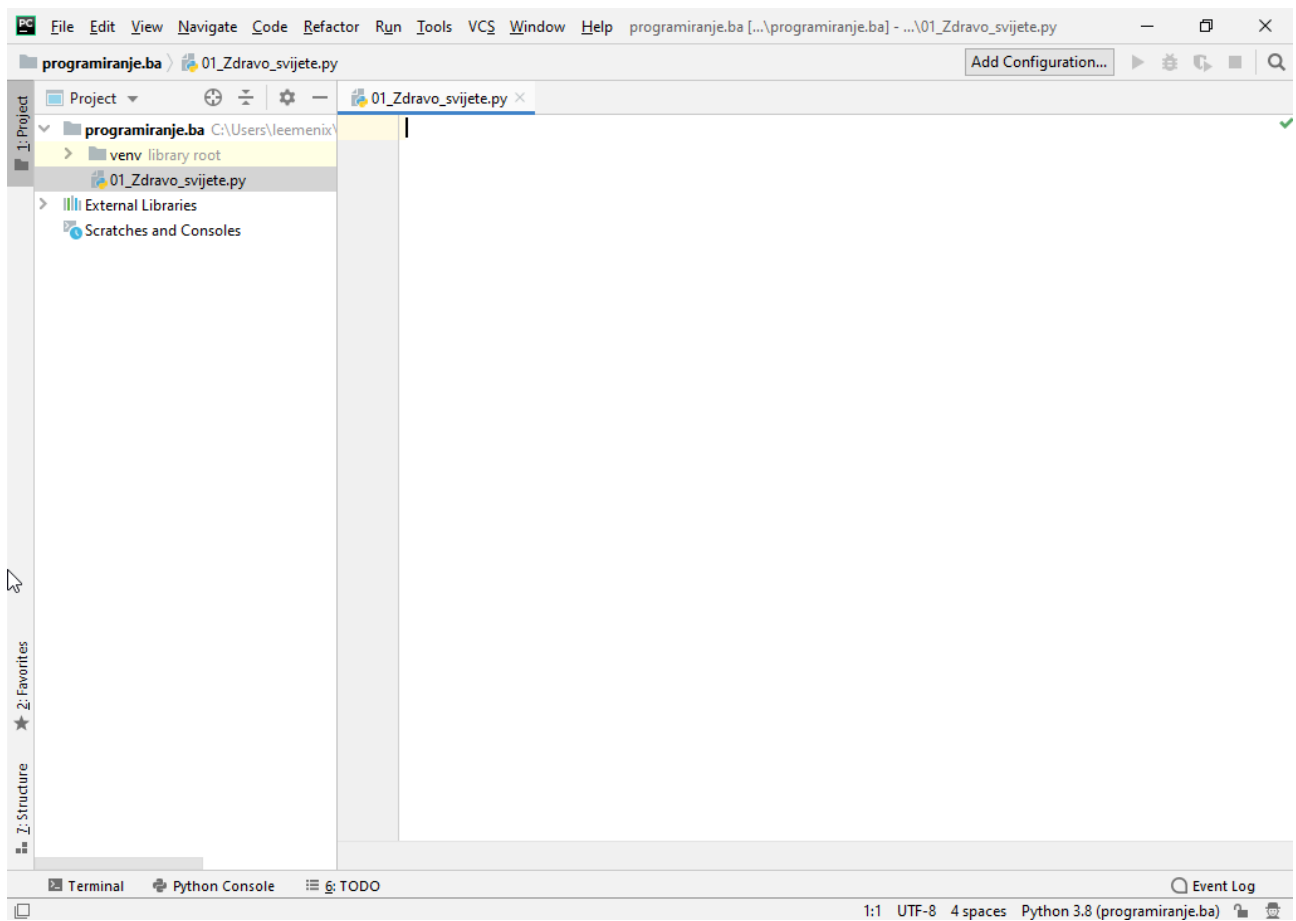 PC File Edit View Navigate Code Refactor Run Tools VCS Window Help programiranje.ba [...\programiranje.ba] - ...\01_Zdravo_svijete.py
programiranje.ba 01_Zdravo_svijete.py Add Configuration...
1: Project
Project
01_Zdravo_svijete.py
programiranje.ba C:\Users\leemenix\
venv library root
01_Zdravo_svijete.py
External Libraries
Scratches and Consoles
2: Favorites
7: Structure
Terminal Python Console 6: TODO Event Log
1:1 UTF-8 4 spaces Python 3.8 (programiranje.ba)